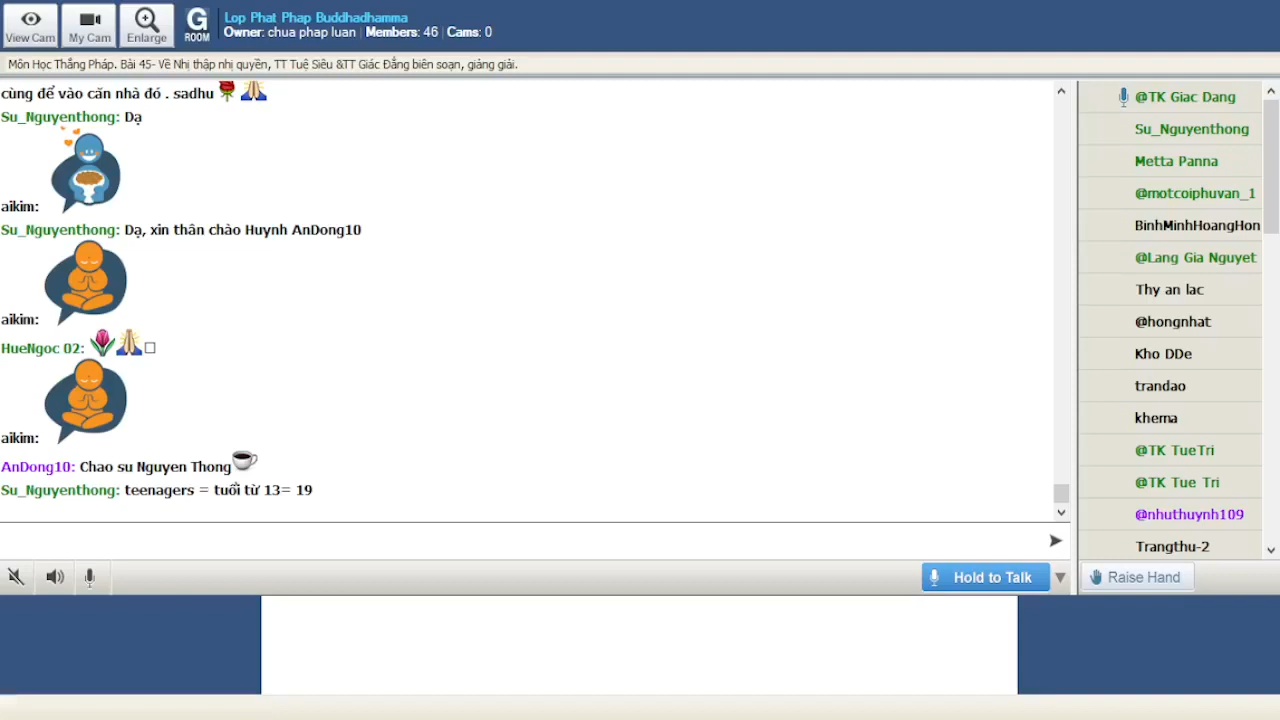 View Cam
My Cam
Enlarge
G
ROOM
Lop Phat Phap Buddhadhamma
Owner: chua phap luan | Members: 46 | Cams: 0
Môn Học Thắng Pháp. Bài 45- Về Nhị thập nhị quyền, TT Tuệ Siêu &TT Giác Đẳng biên soạn, giảng giải.
cùng để vào căn nhà đó . sadhu
Su_Nguyenthong: Dạ
aikim:
Su_Nguyenthong: Dạ, xin thân chào Huynh AnDong10
aikim:
HueNgoc 02:
aikim:
AnDong10: Chao su Nguyen Thong
Su_Nguyenthong: teenagers = tuổi từ 13= 19
@TK Giac Dang
Su_Nguyenthong
Metta Panna
@motcoiphuvan_1
BinhMinhHoangHon
@Lang Gia Nguyet
Thy an lac
@hongnhat
Kho DDe
trandao
khema
@TK TueTri
@TK Tue Tri
@nhuthuynh109
Trangthu-2
Hold to Talk
Raise Hand